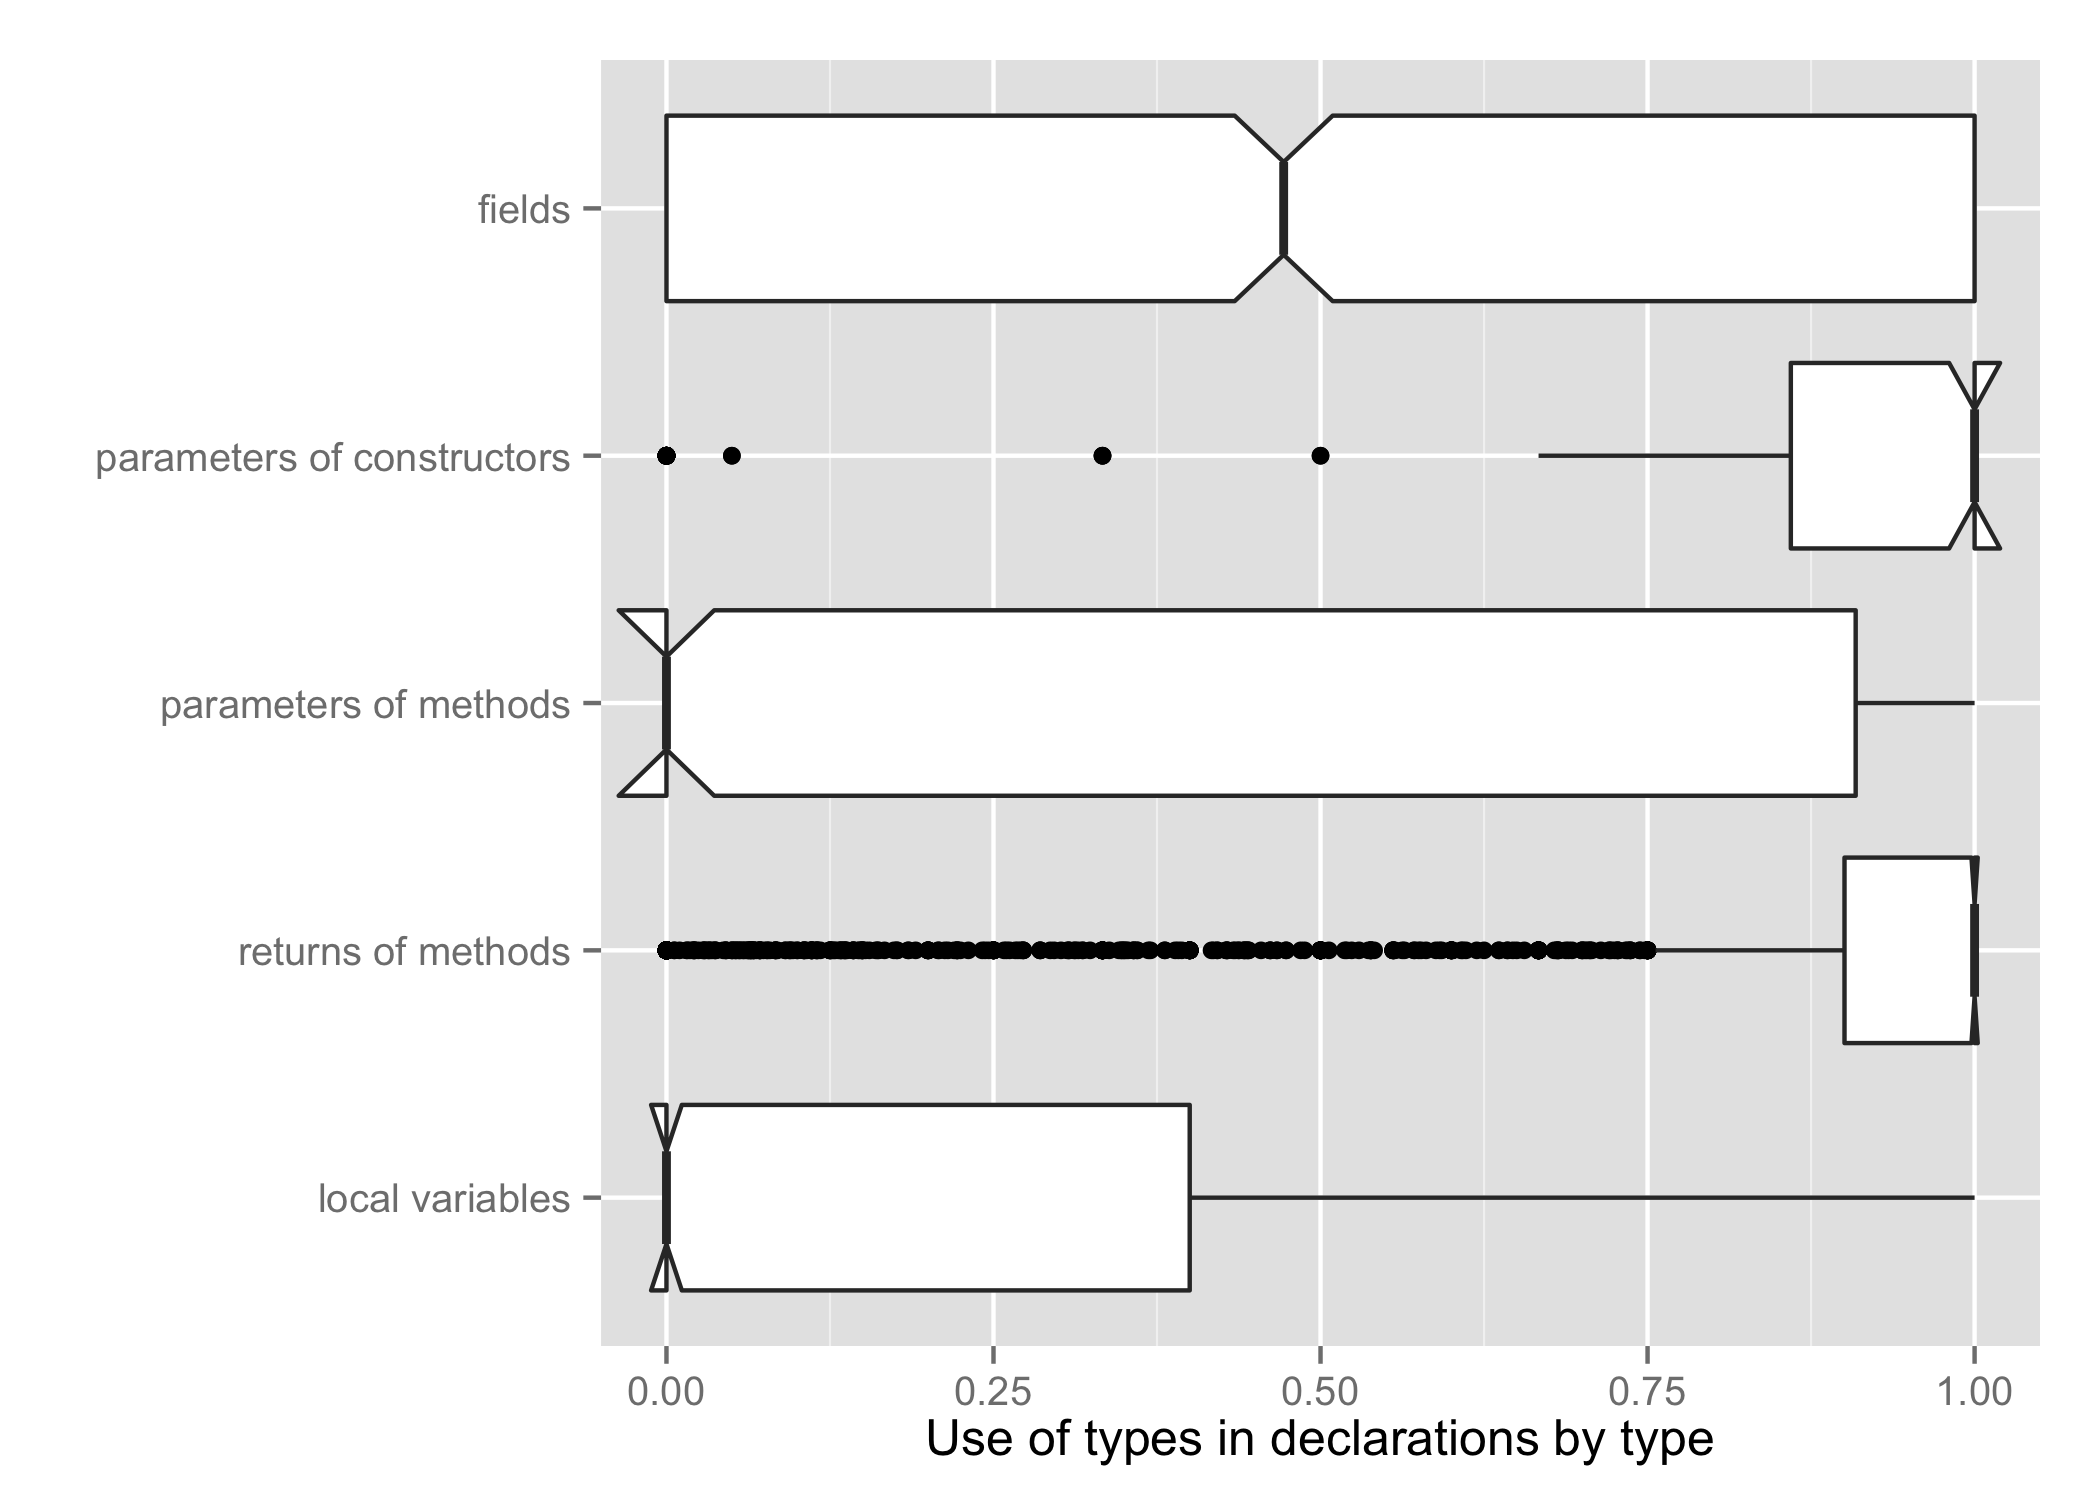 fields
parameters of constructors
parameters of methods
returns of methods
local variables
0.00 0.25 0.50 0.75 1.00
Use of types in declarations by type